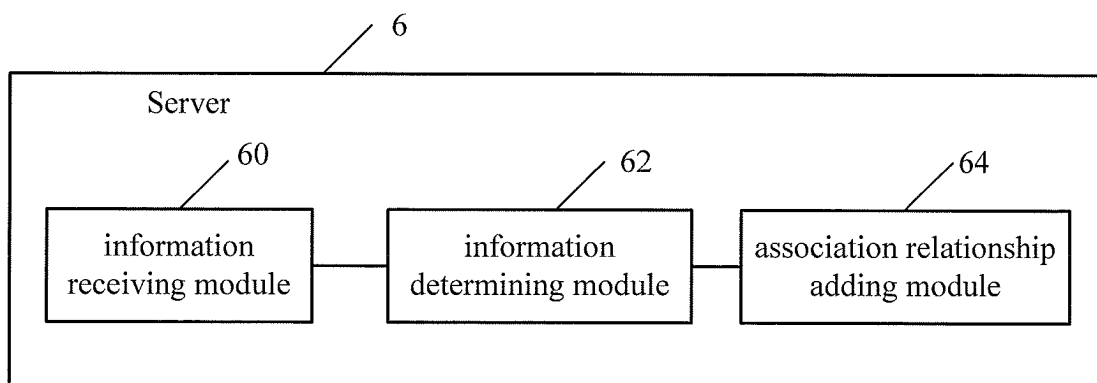 6
Server
60
62
64
information
receiving module
information
determining module
association relationship
adding module